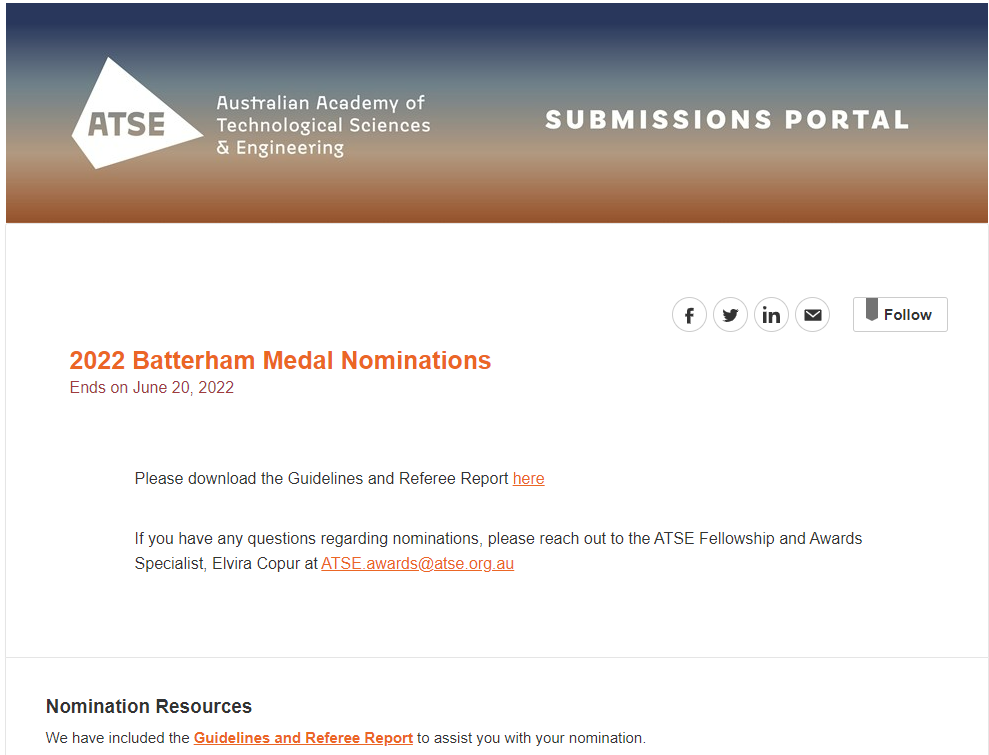 ATSE
Australian Academy of
Technological Sciences
& Engineering
SUBMISSIONS PORTAL
Follow
2022 Batterham Medal Nominations
Ends on June 20, 2022
Please download the Guidelines and Referee Report here
If you have any questions regarding nominations, please reach out to the ATSE Fellowship and Awards
Specialist, Elvira Copur at ATSE.awards@atse.org.au
Nomination Resources
We have included the Guidelines and Referee Report to assist you with your nomination.